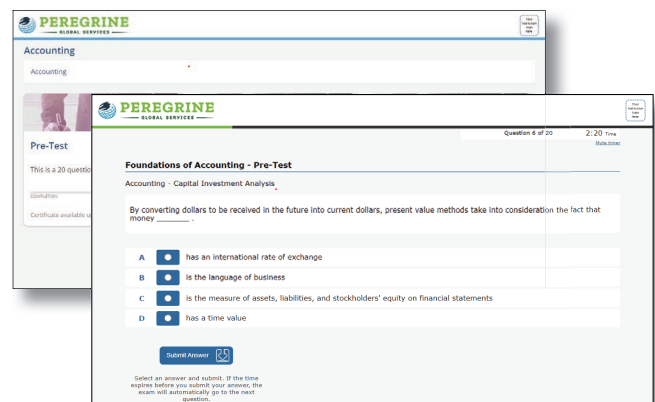 PEREGRINE
GLOBAL SERVICES
Accounting
Accounting
Pre-Test
This is a 20 questio
COMPLETION
Certificate available u
PEREGRINE
GLOBAL SERVICES
Question 6 of 20
2:20 Time
Mute timer
Foundations of Accounting - Pre-Test
Accounting - Capital Investment Analysis
By converting dollars to be received in the future into current dollars, present value methods take into consideration the fact that
money _______ .
A has an international rate of exchange
B is the language of business
C is the measure of assets, liabilities, and stockholders' equity on financial statements
D has a time value
Submit Answer
Select an answer and submit. If the time
expires before you submit your answer, the
exam will automatically go to the next
question.